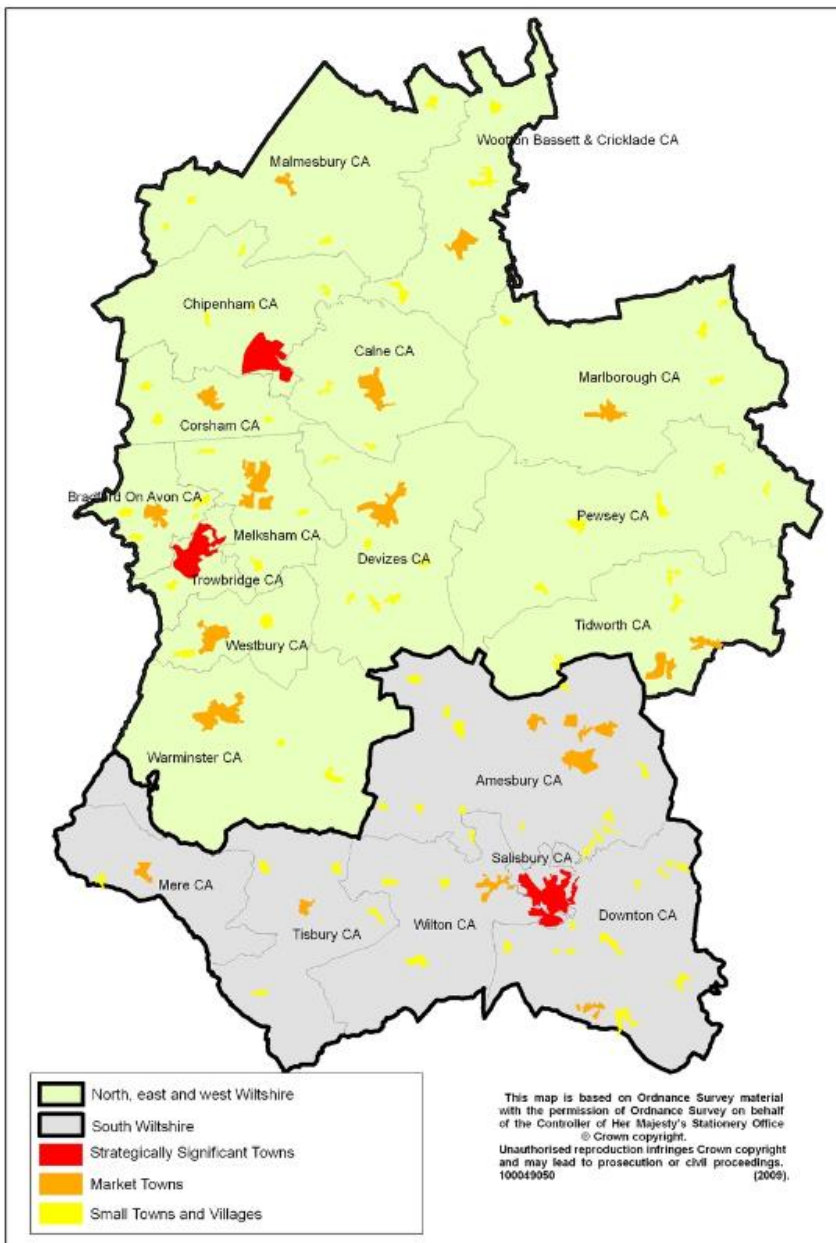 Wootton Bassett & Cricklade CA
Malmesbury CA
Chipenham CA
Calne CA
Marlborough CA
Corsham CA
Bradford On Avon CA
Pewsey CA
Melksham CA
Devizes CA
Trowbridge CA
Tidworth CA
Westbury CA
Warminster CA
Amesbury CA
Salisbury CA
Mere CA
Downton CA
Wilton CA
Tisbury CA
North, east and west Wiltshire
South Wiltshire
Strategically Significant Towns
Market Towns
Small Towns and Villages
This map is based on Ordnance Survey material
with the permission of Ordnance Survey on behalf
of the Controller of Her Majesty's Stationery Office
© Crown copyright.
Unauthorised reproduction infringes Crown copyright
and may lead to prosecution or civil proceedings.
100049050 (2009).